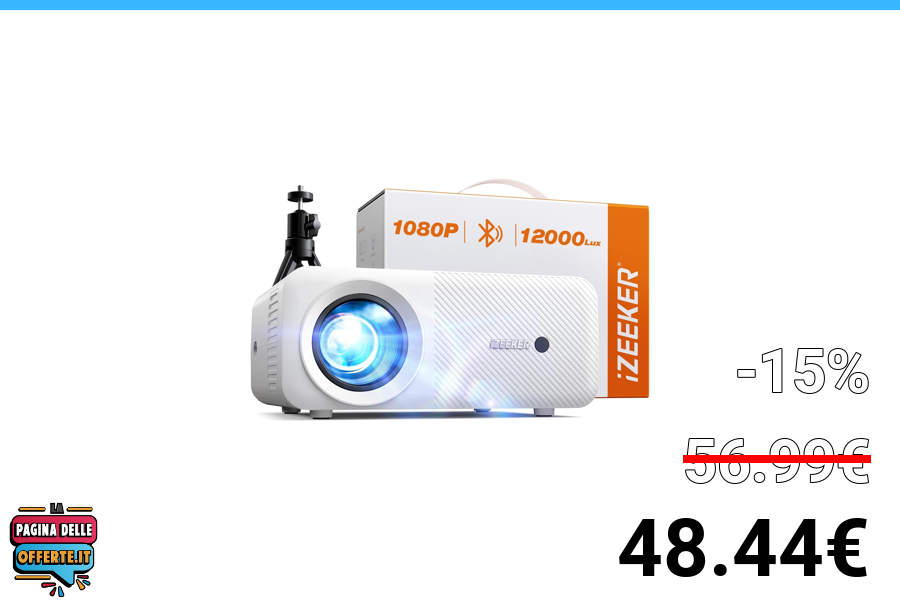 1080P
12000Lux
iZEEKER®
iZEEKER
-15%
56.99€
48.44€
LA
PAGINA DELLE
OFFERTE.IT